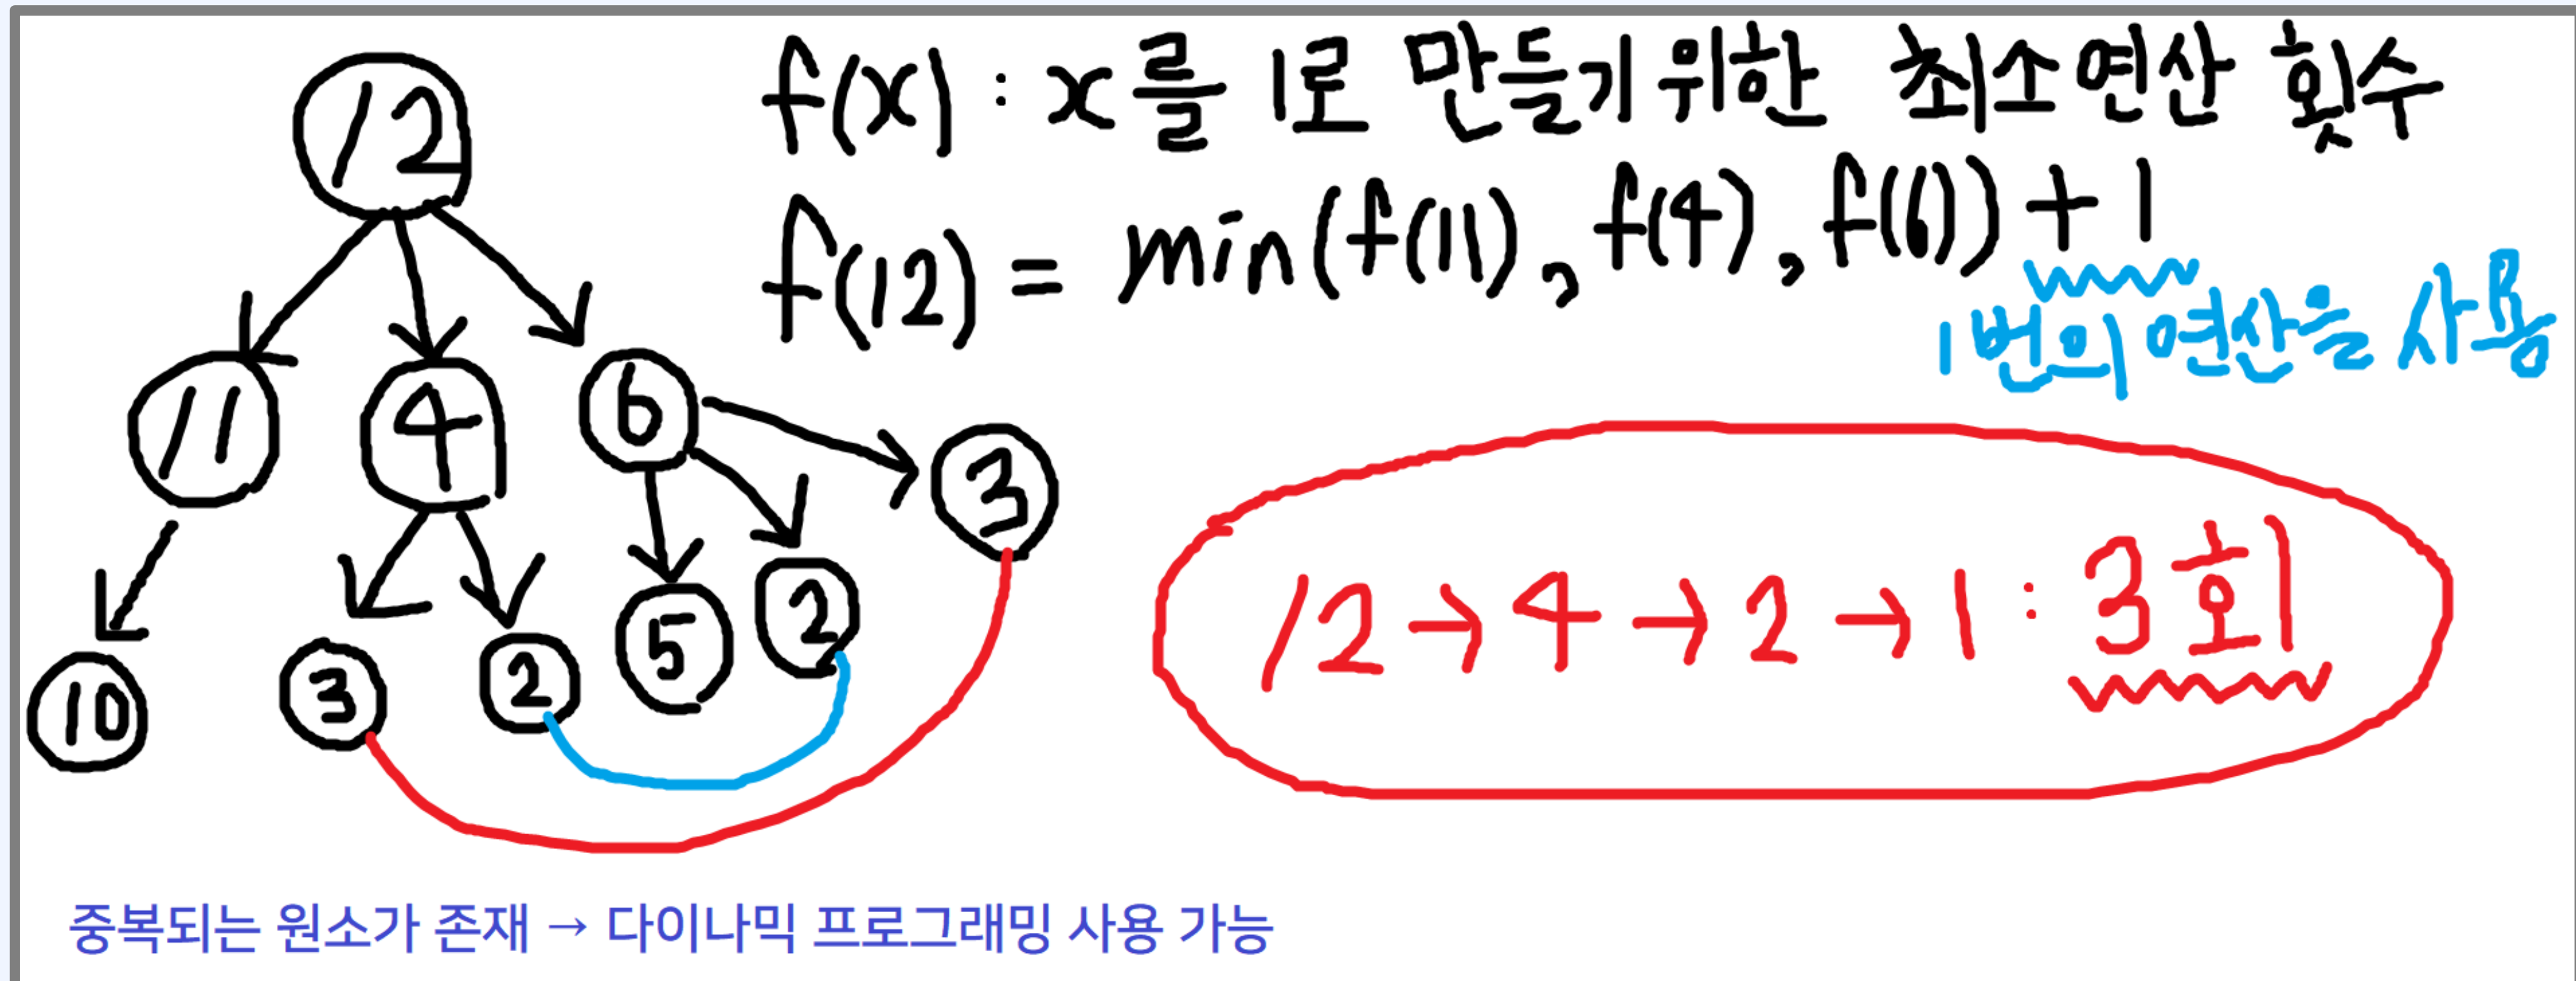 12
f(x) : x를 1로 만들기 위한 최소연산 횟수
f(12) = min(f(11), f(4), f(6)) + 1
1번의 연산을 사용
11 4 6 3
10 3 2 5 2
12 → 4 → 2 → 1 : 3회
중복되는 원소가 존재 → 다이나믹 프로그래밍 사용 가능